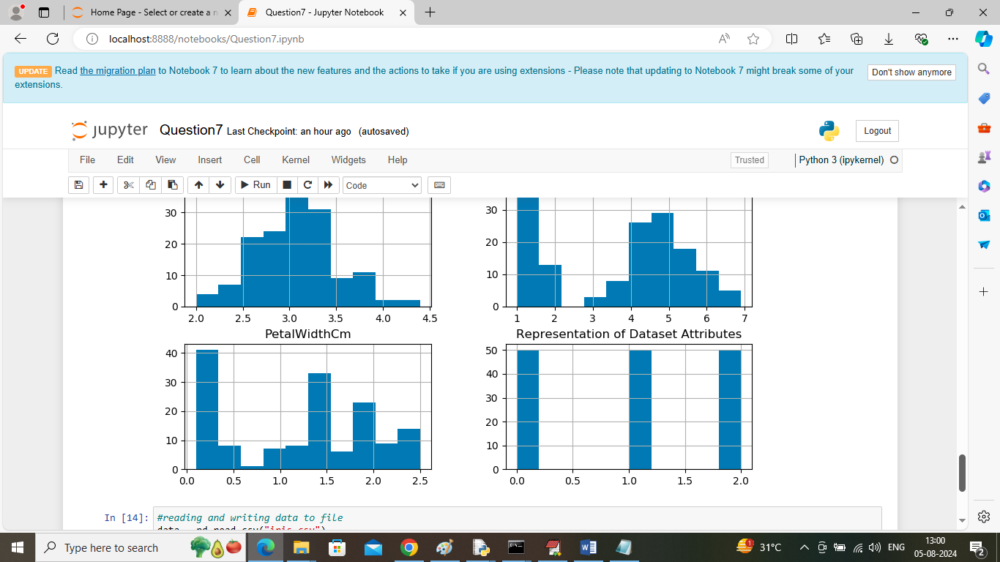 Home Page - Select or create a n
Question7 - Jupyter Notebook
localhost:8888/notebooks/Question7.ipynb
UPDATE Read the migration plan to Notebook 7 to learn about the new features and the actions to take if you are using extensions - Please note that updating to Notebook 7 might break some of your
extensions.
Don't show anymore
jupyter Question7 Last Checkpoint: an hour ago (autosaved)
Logout
File Edit View Insert Cell Kernel Widgets Help
Trusted
Python 3 (ipykernel)
Run
Code
30
20
10
0
2.0 2.5 3.0 3.5 4.0 4.5
30
20
10
0
1 2 3 4 5 6 7
PetalWidthCm
40
30
20
10
0
0.0 0.5 1.0 1.5 2.0 2.5
Representation of Dataset Attributes
50
40
30
20
10
0
0.0 0.5 1.0 1.5 2.0
In [14]: #reading and writing data to file
data = pd.read_csv("iris.csv")
Type here to search
1
31°C
ENG
13:00
05-08-2024
2